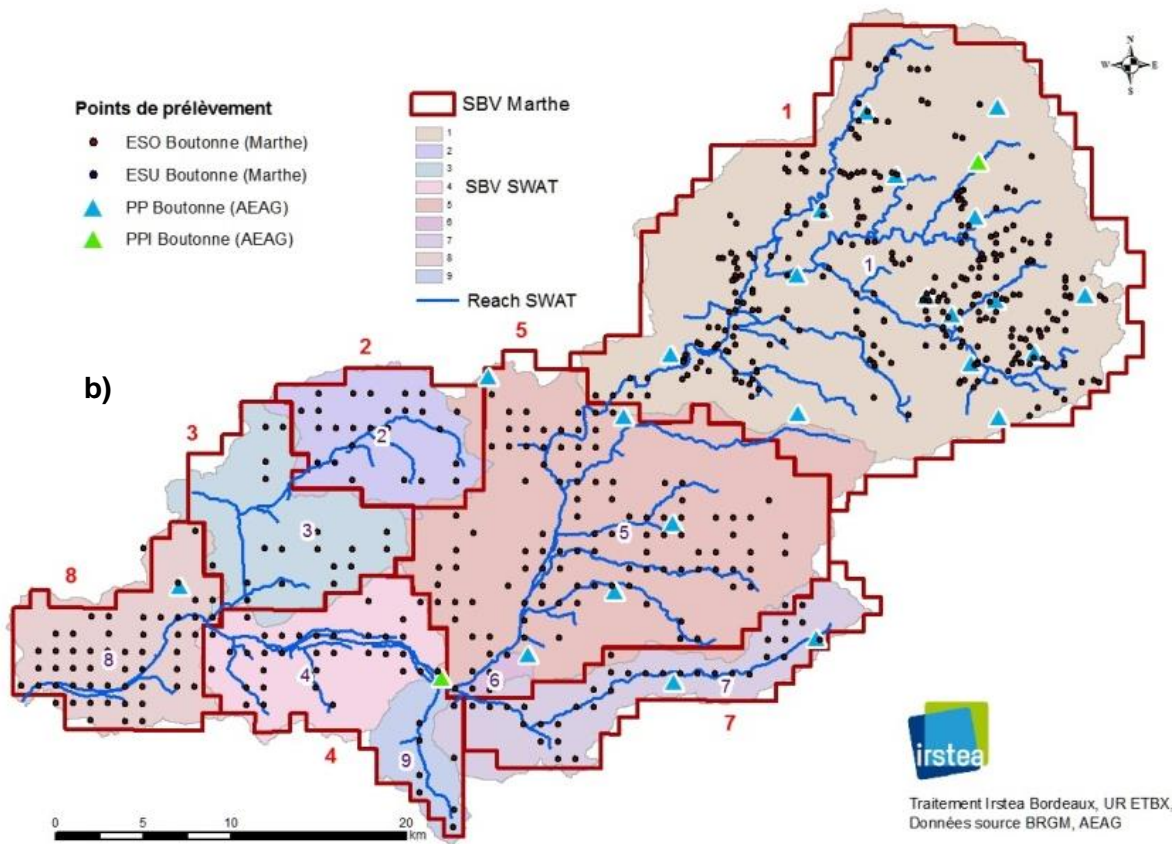 b)
Points de prélèvement
ESO Boutonne (Marthe)
ESU Boutonne (Marthe)
PP Boutonne (AEAG)
PPI Boutonne (AEAG)
SBV Marthe
1
2
3
4
5
6
7
8
9
SBV SWAT
Reach SWAT
N
W
E
S
1
5
2
3
8
4
7
1
2
3
5
8
4
6
7
9
0
5
10
20
km
irstea
Traitement Irstea Bordeaux, UR ETBX,
Données source BRGM, AEAG